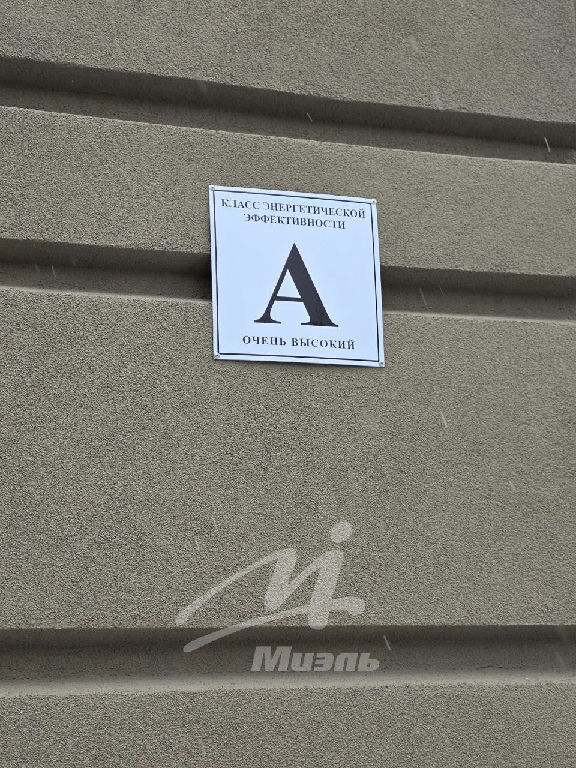 КЛАСС ЭНЕРГЕТИЧЕСКОЙ
ЭФФЕКТИВНОСТИ
А
ОЧЕНЬ ВЫСОКИЙ
Миэль